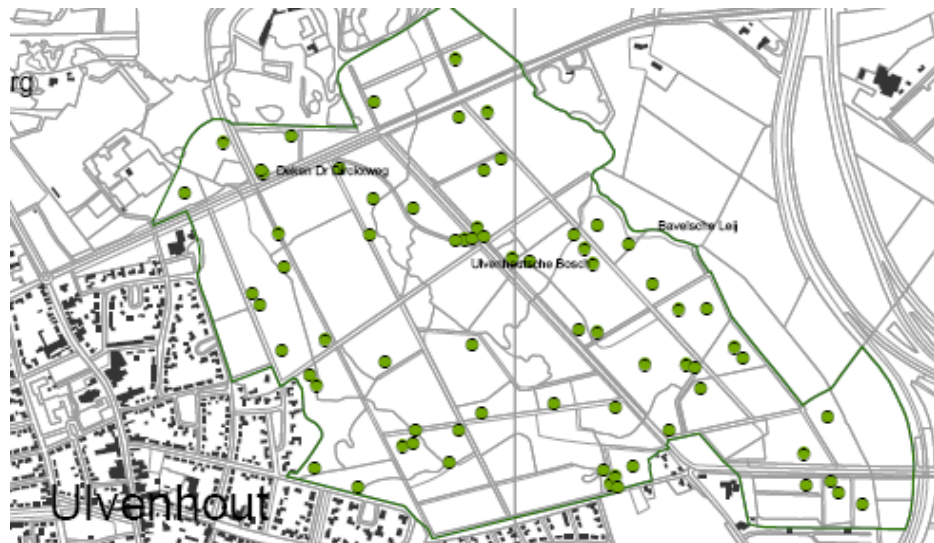 rg
Deken Dr Dirckxweg
Bavelsche Leij
Ulvenhoutsche Bosch
Ulvenhout